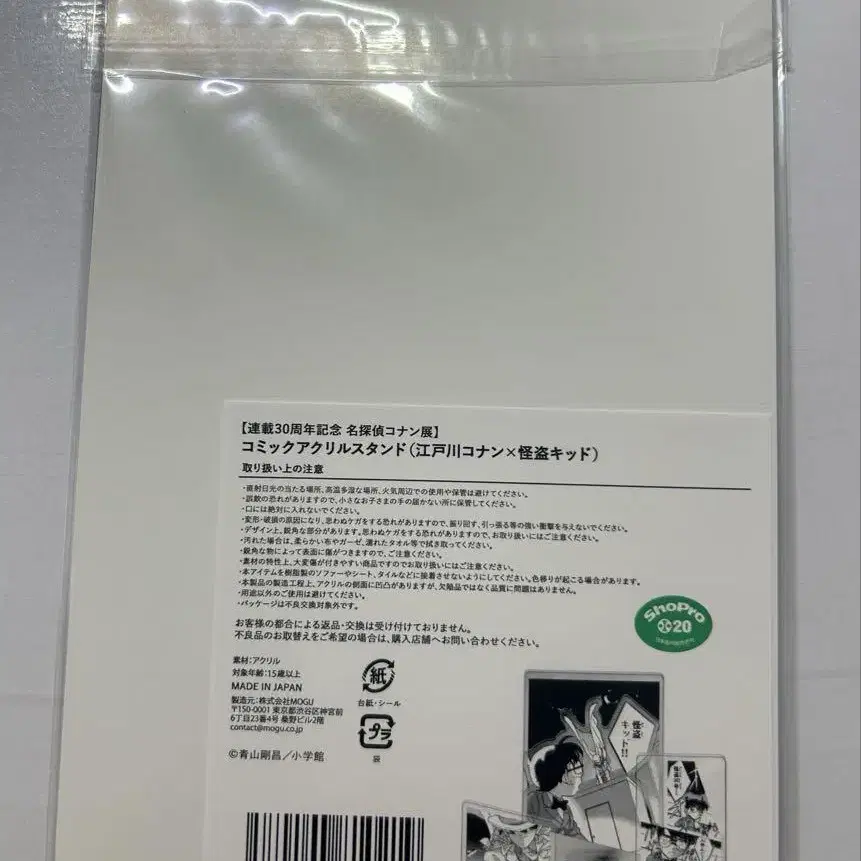 【連載30周年記念 名探偵コナン展】
コミックアクリルスタンド(江戸川コナン×怪盗キッド)
取り扱い上の注意
・直射日光の当たる場所、高温多湿な場所、火気周辺での使用や保管は避けてください。
・誤飲の恐れがありますので、小さなお子さまの手の届かない所に保管してください。
・口には絶対に入れないでください。
・変形・破損の原因になり、思わぬケガをする恐れがありますので、振り回す、引っ張る等の強い衝撃を与えないでください。
・デザイン上、鋭角な部分があります。思わぬケガをする恐れがありますので、お取り扱いにはご注意ください。
・汚れた場合は、柔らかい布やガーゼ、濡れたタオル等で拭き取ってください。
・鋭角な物によって表面に傷がつきますので、ご注意ください。
・素材の特性上、大変傷が付きやすい商品ですのでお取り扱いにはご注意ください。
・本アイテムを樹脂製のソファーやシート、タイルなどに接着させないようにしてください。色移りが起こる場合があります。
・本製品の製造工程上、アクリルの側面に凹凸がありますが、欠陥品ではなく品質に問題はありません。
・用途以外のご使用は避けてください。
・パッケージは不良交換対象外です。
お客様の都合による返品・交換は受け付けておりません。
不良品のお取替えをご希望の場合は、購入店舗へお問い合わせください。
ShoPro
20
素材:アクリル
対象年齢:15歳以上
MADE IN JAPAN
製造元:株式会社MOGU
〒150-0001 東京都渋谷区神宮前
6丁目23番4号 桑野ビル2階
contact@mogu.co.jp
©青山剛昌/小学館
紙
台紙・シール
プラ
袋
怪盗
キッド!!